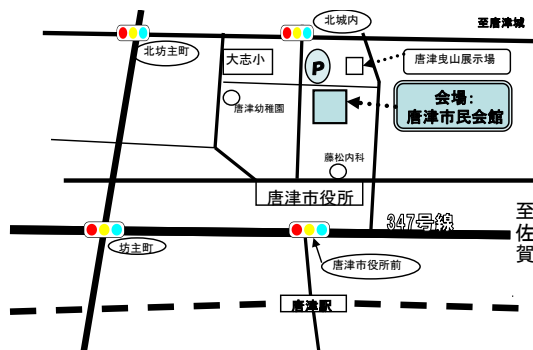 北城内
至唐津城
北坊主町
大志小
P
唐津曳山展示場
会場：
唐津市民会館
唐津幼稚園
藤松内科
唐津市役所
347号線
至佐賀
坊主町
唐津市役所前
唐津駅